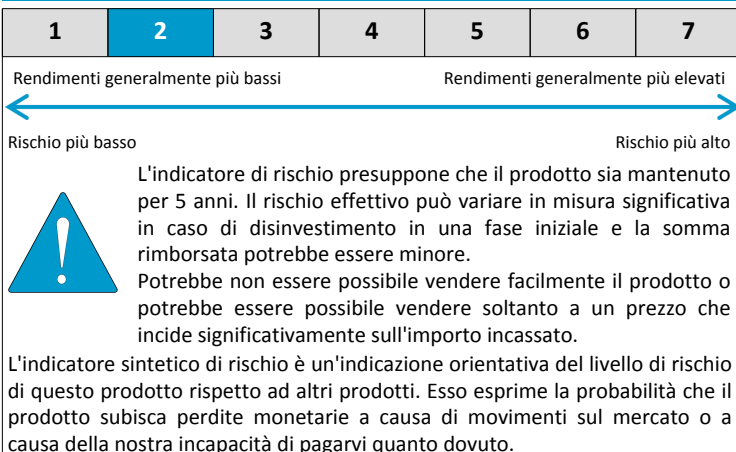 1 2 3 4 5 6 7
Rendimenti generalmente più bassi Rendimenti generalmente più elevati
Rischio più basso Rischio più alto
L'indicatore di rischio presuppone che il prodotto sia mantenuto
per 5 anni. Il rischio effettivo può variare in misura significativa
in caso di disinvestimento in una fase iniziale e la somma
rimborsata potrebbe essere minore.
Potrebbe non essere possibile vendere facilmente il prodotto o
potrebbe essere possibile vendere soltanto a un prezzo che
incide significativamente sull'importo incassato.
L'indicatore sintetico di rischio è un'indicazione orientativa del livello di rischio
di questo prodotto rispetto ad altri prodotti. Esso esprime la probabilità che il
prodotto subisca perdite monetarie a causa di movimenti sul mercato o a
causa della nostra incapacità di pagarvi quanto dovuto.